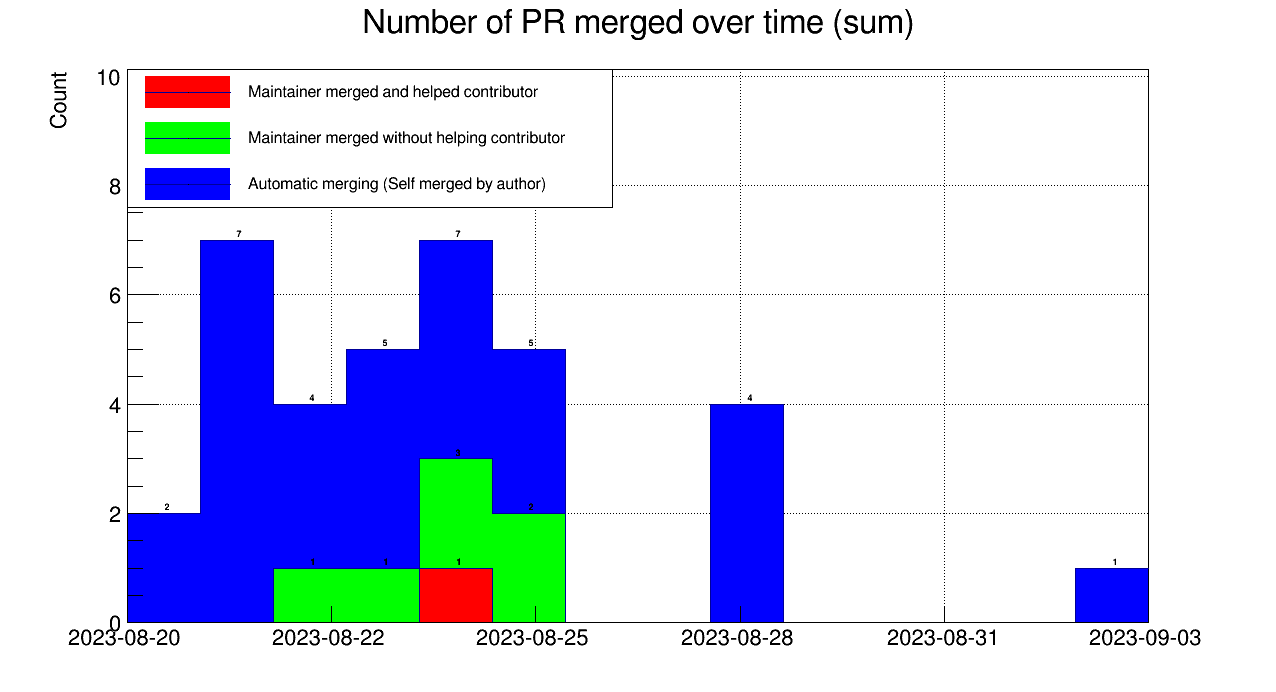 Number of PR merged over time (sum)
Count
10
8
6
4
2
0
Maintainer merged and helped contributor
Maintainer merged without helping contributor
Automatic merging (Self merged by author)
7 7
5 5
4 4
3
2 2
1 1 1 1
2023-08-20 2023-08-22 2023-08-25 2023-08-28 2023-08-31 2023-09-03